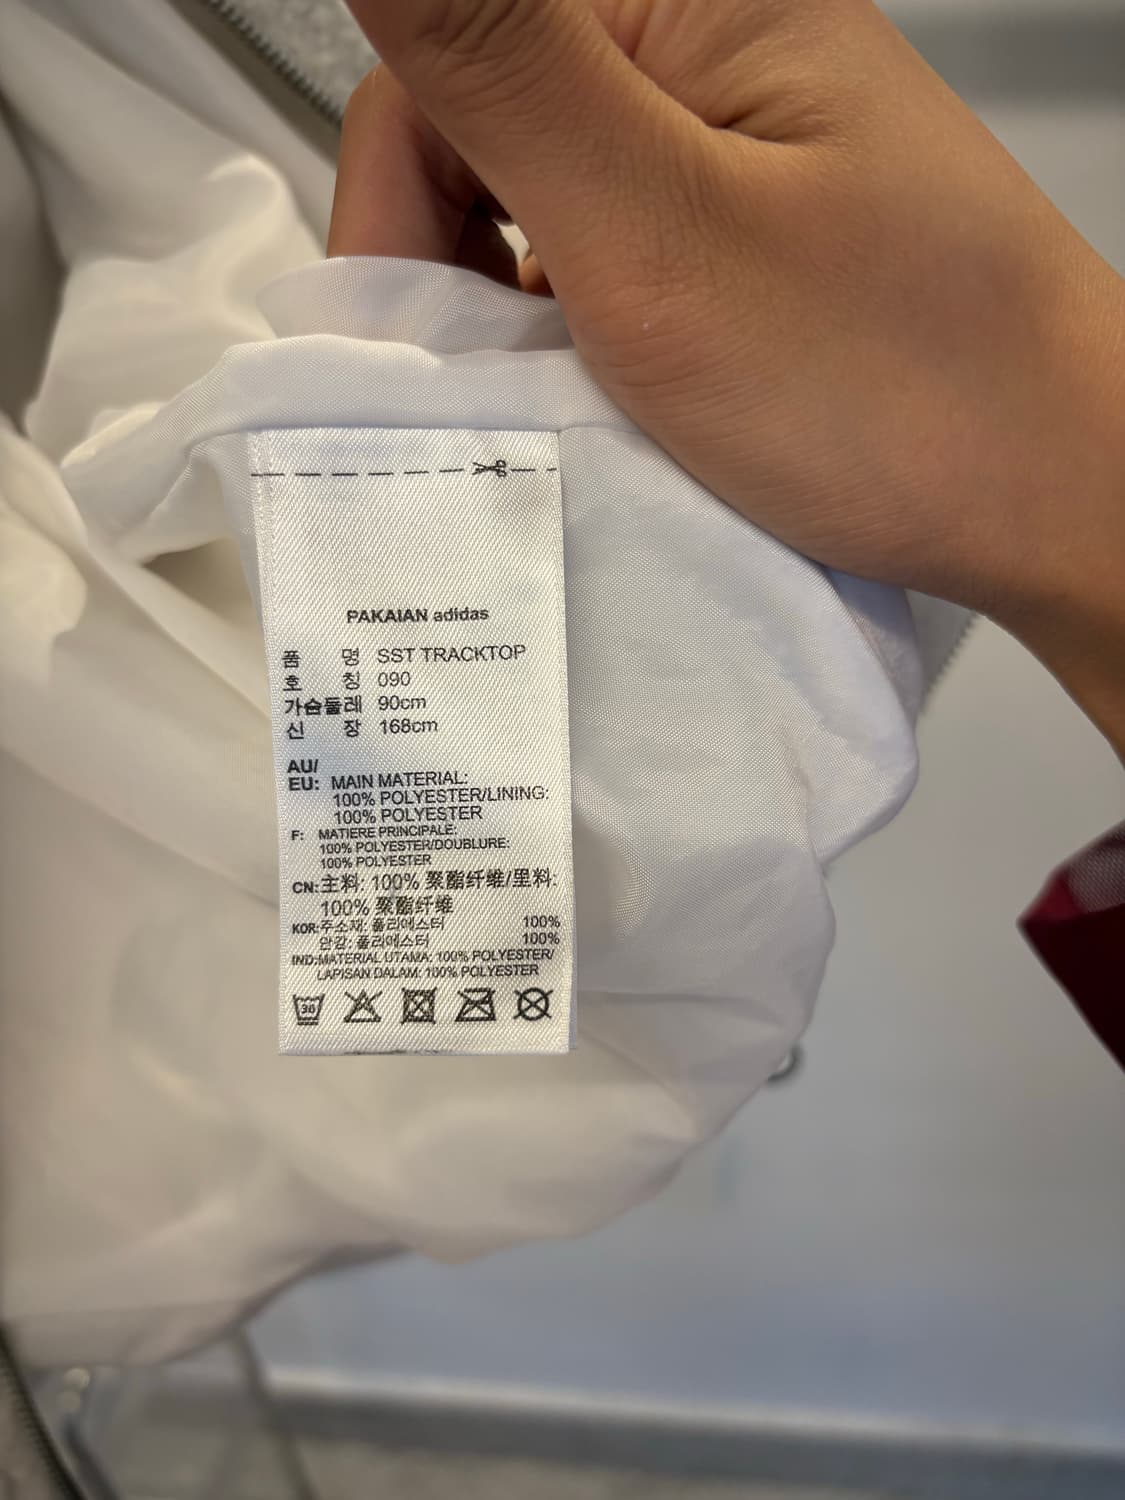 PAKAIAN adidas
품 명 SST TRACKTOP
호 칭 090
가슴둘레 90cm
신 장 168cm
AU/
EU: MAIN MATERIAL:
100% POLYESTER/LINING:
100% POLYESTER
F: MATIERE PRINCIPALE:
100% POLYESTER/DOUBLURE:
100% POLYESTER
CN:主料: 100% 聚酯纤维/里料:
100% 聚酯纤维
KOR:주소재: 폴리에스터 100%
안감: 폴리에스터 100%
IND:MATERIAL UTAMA: 100% POLYESTER/
LAPISAN DALAM: 100% POLYESTER
30